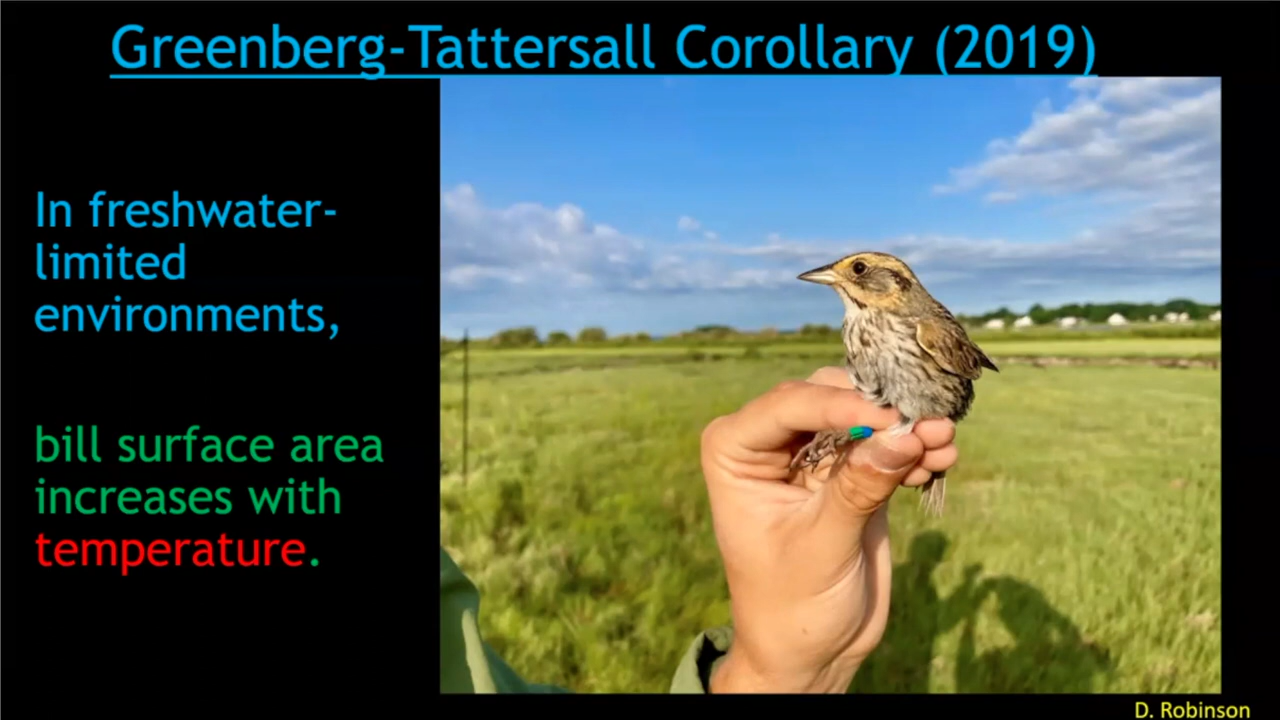 Greenberg-Tattersall Corollary (2019)
In freshwater-
limited
environments,
bill surface area
increases with
temperature.
D. Robinson